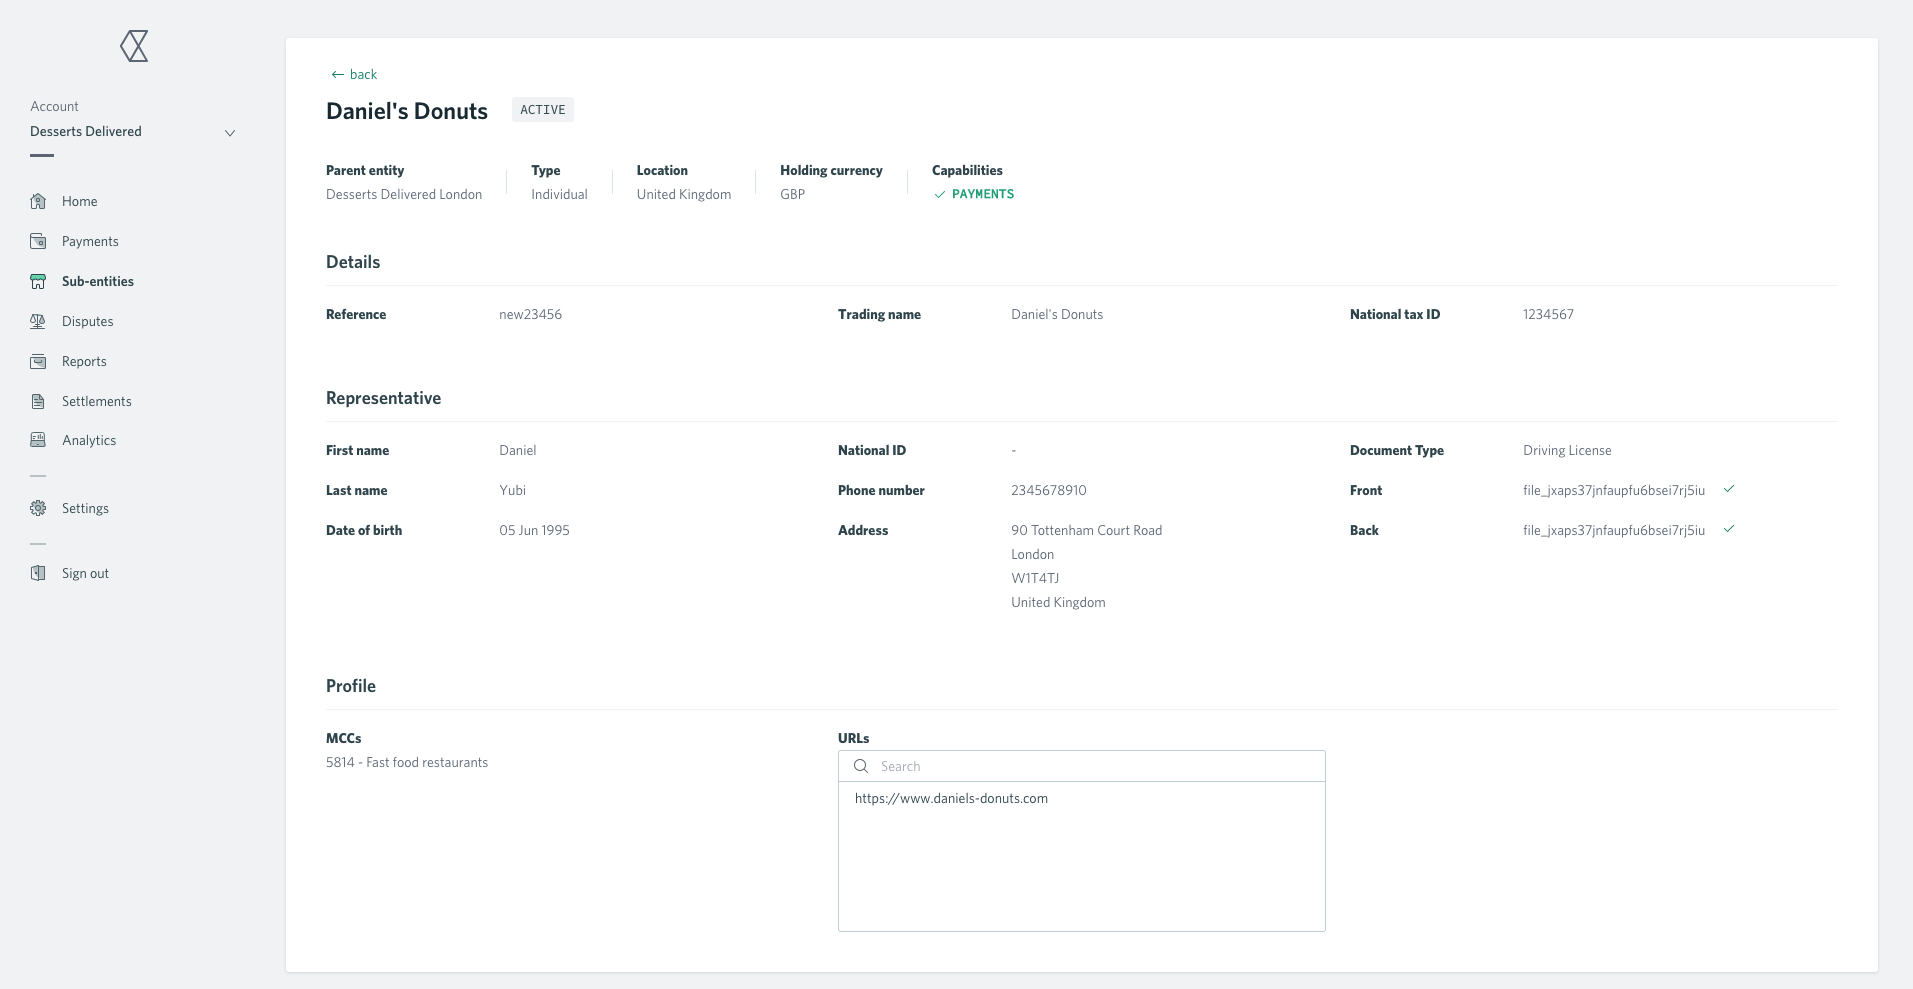 Account
Desserts Delivered
Home
Payments
Sub-entities
Disputes
Reports
Settlements
Analytics
Settings
Sign out
← back
Daniel's Donuts ACTIVE
Parent entity Type Location Holding currency Capabilities
Desserts Delivered London Individual United Kingdom GBP ✓ PAYMENTS
Details
Reference new23456 Trading name Daniel's Donuts National tax ID 1234567
Representative
First name Daniel National ID - Document Type Driving License
Last name Yubi Phone number 2345678910 Front file_jxaps37jnfaupfu6bsei7rj5iu
Date of birth 05 Jun 1995 Address 90 Tottenham Court Road Back file_jxaps37jnfaupfu6bsei7rj5iu
London
W1T4TJ
United Kingdom
Profile
MCCs URLs
5814 - Fast food restaurants Search
https://www.daniels-donuts.com